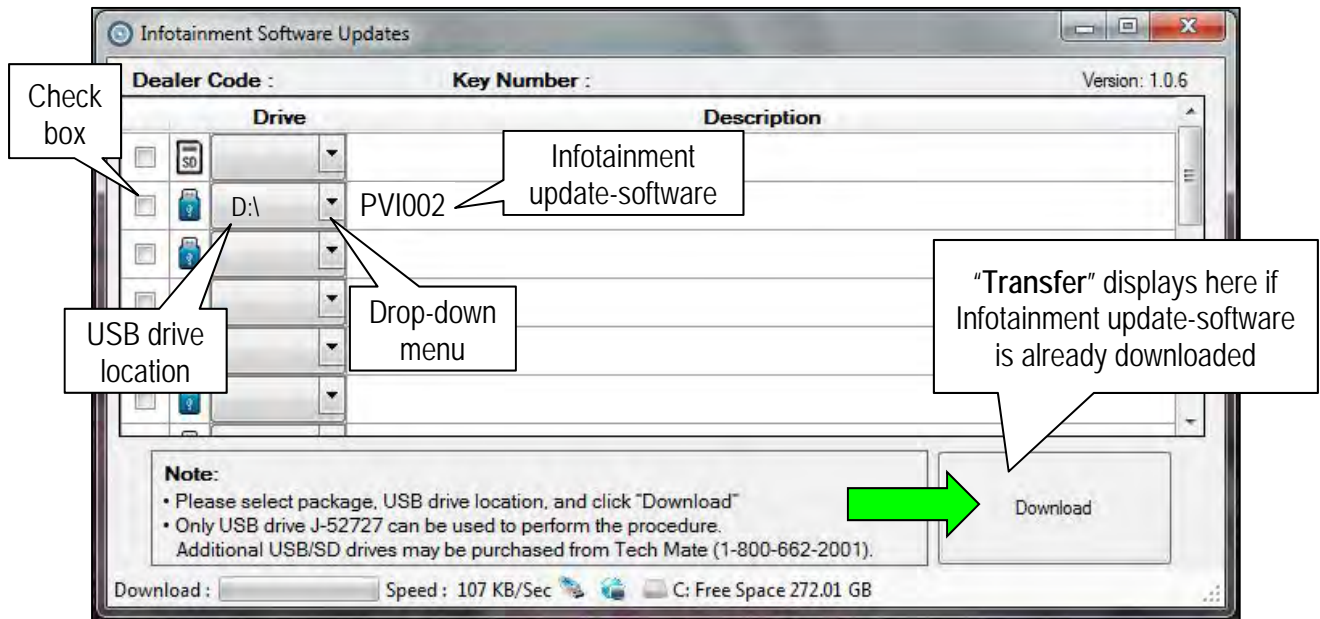 Infotainment Software Updates
Dealer Code :
Key Number :
Version: 1.0.6
Check
box
Drive
Description
SD
Infotainment
update-software
D:\
PVI002
"Transfer" displays here if
Infotainment update-software
is already downloaded
USB drive
location
Drop-down
menu
Note:
• Please select package, USB drive location, and click "Download"
• Only USB drive J-52727 can be used to perform the procedure.
Additional USB/SD drives may be purchased from Tech Mate (1-800-662-2001).
Download
Download :
Speed : 107 KB/Sec
C: Free Space 272.01 GB